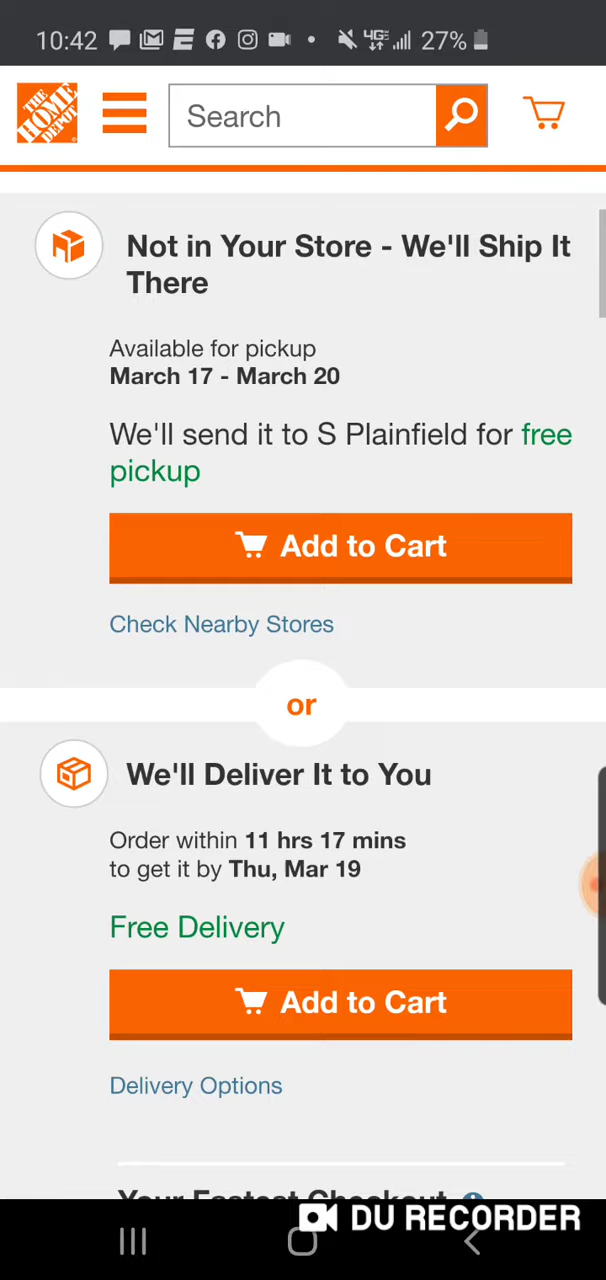 10:42 4GE 27%
THE HOME DEPOT
Search
Not in Your Store - We'll Ship It
There
Available for pickup
March 17 - March 20
We'll send it to S Plainfield for free
pickup
Add to Cart
Check Nearby Stores
or
We'll Deliver It to You
Order within 11 hrs 17 mins
to get it by Thu, Mar 19
Free Delivery
Add to Cart
Delivery Options
Your Fastest Checkout
DU RECORDER